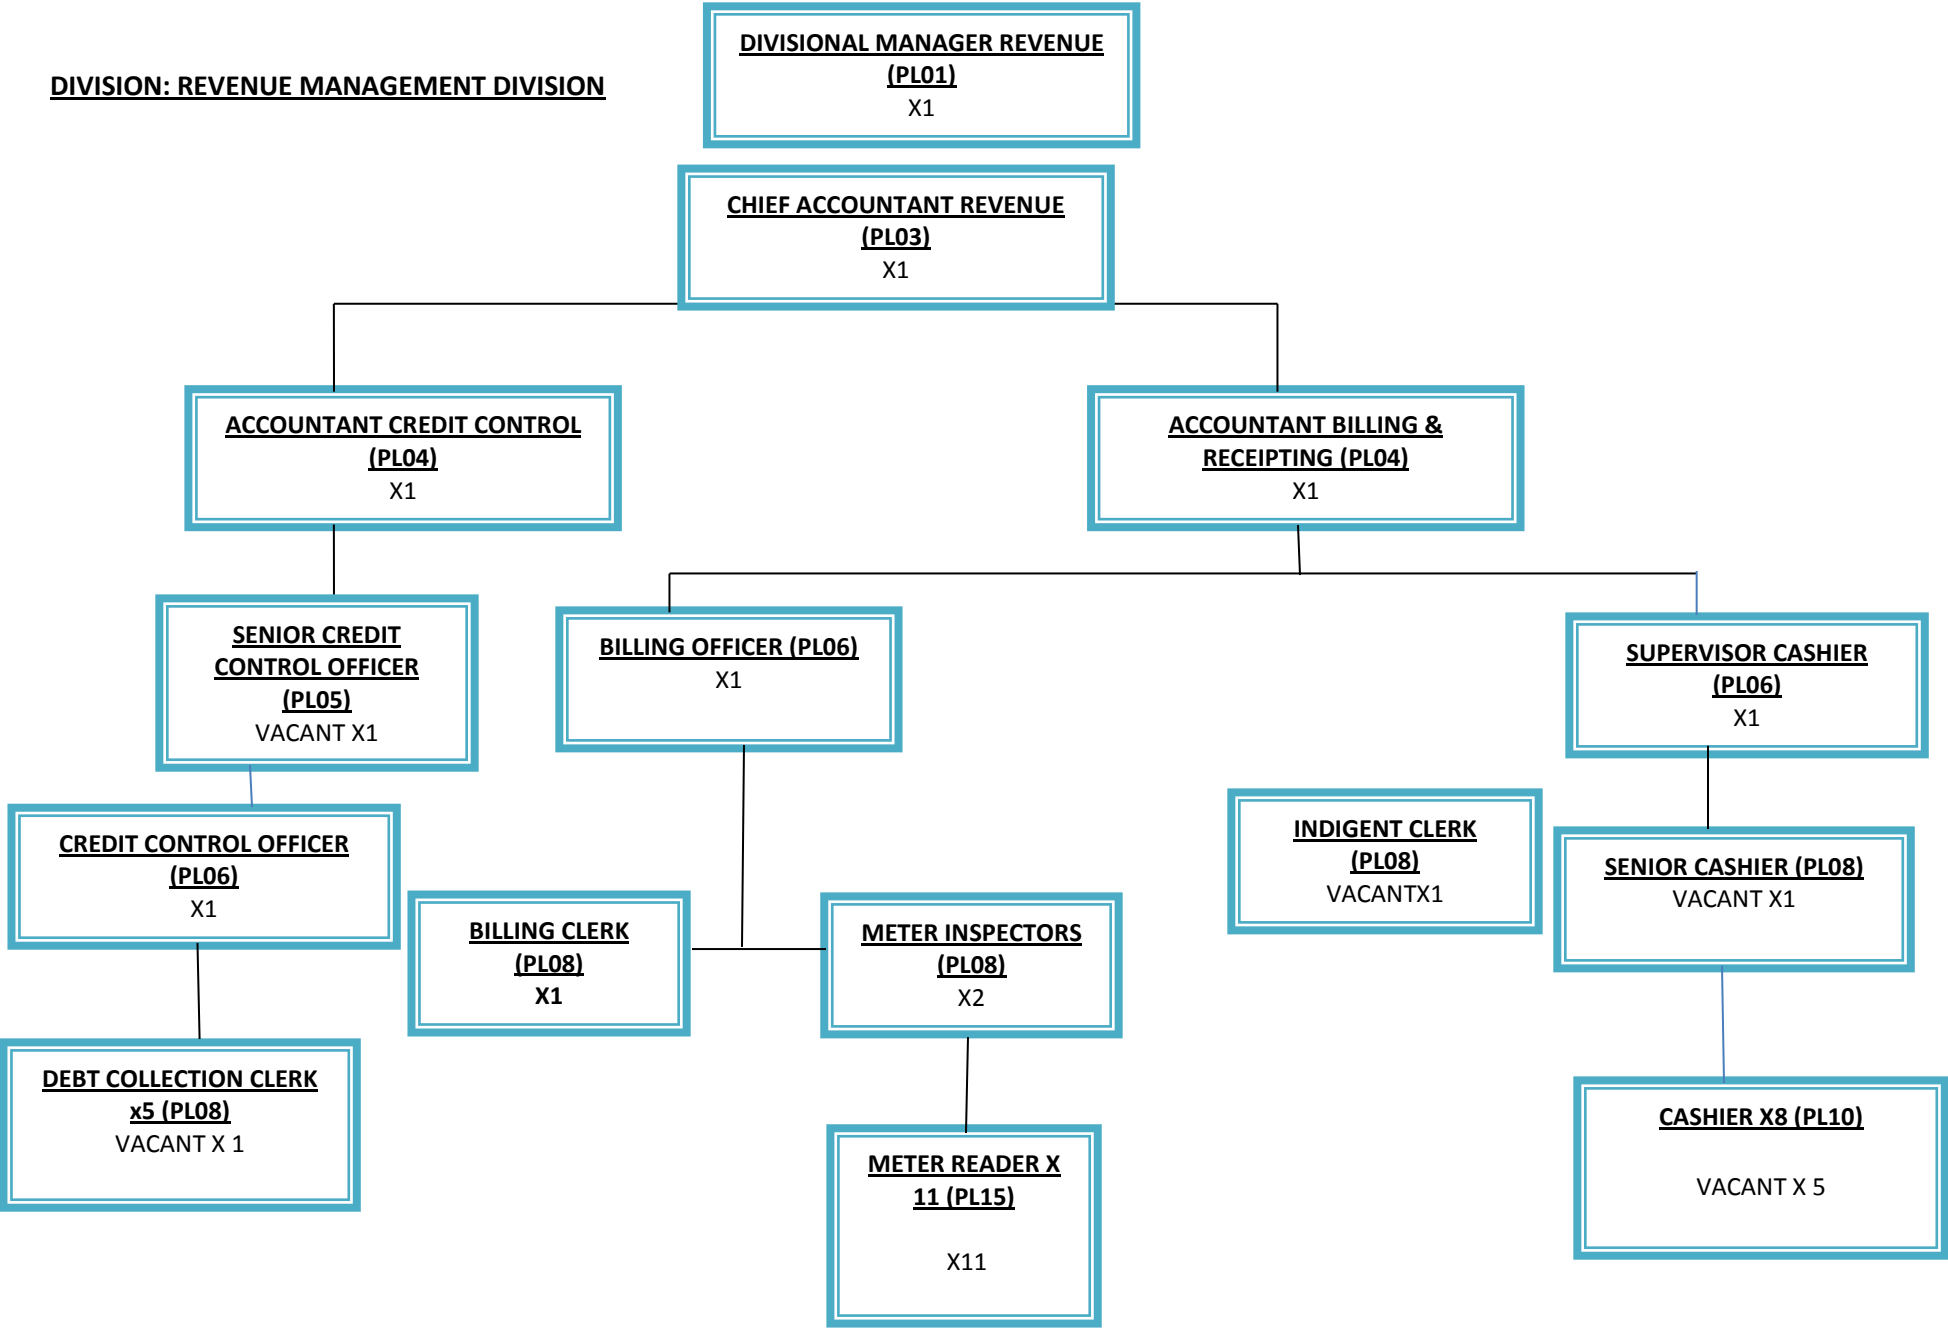 DIVISION: REVENUE MANAGEMENT DIVISION
DIVISIONAL MANAGER REVENUE
(PL01)
X1
CHIEF ACCOUNTANT REVENUE
(PL03)
X1
ACCOUNTANT CREDIT CONTROL
(PL04)
X1
ACCOUNTANT BILLING &
RECEIPTING (PL04)
X1
SENIOR CREDIT
CONTROL OFFICER
(PL05)
VACANT X1
BILLING OFFICER (PL06)
X1
SUPERVISOR CASHIER
(PL06)
X1
CREDIT CONTROL OFFICER
(PL06)
X1
BILLING CLERK
(PL08)
X1
METER INSPECTORS
(PL08)
X2
INDIGENT CLERK
(PL08)
VACANTX1
SENIOR CASHIER (PL08)
VACANT X1
DEBT COLLECTION CLERK
x5 (PL08)
VACANT X 1
METER READER X
11 (PL15)
X11
CASHIER X8 (PL10)
VACANT X 5